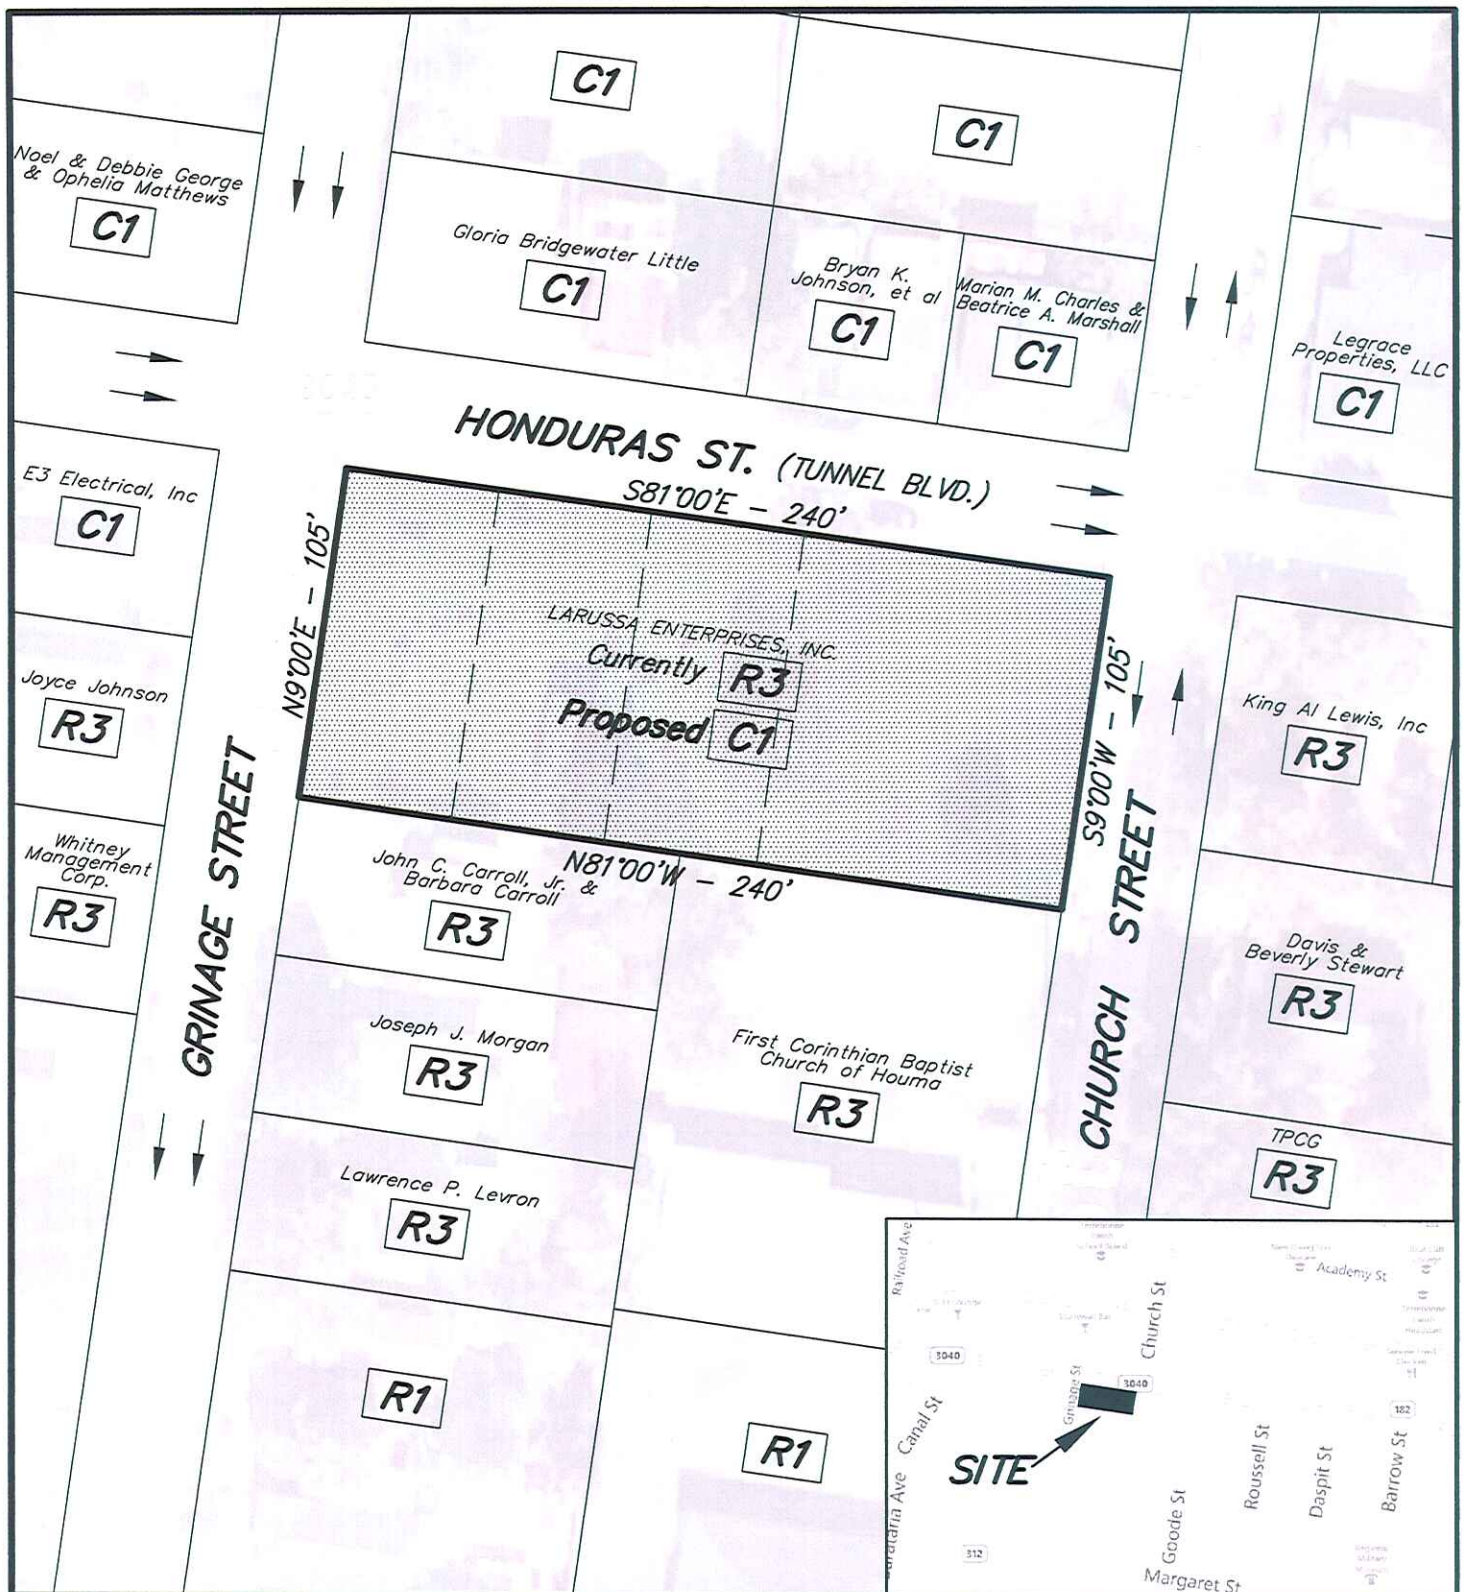 C1
C1
Noel & Debbie George
& Ophelia Matthews
C1
Gloria Bridgewater Little
C1
Bryan K.
Johnson, et al
C1
Marian M. Charles &
Beatrice A. Marshall
C1
Legrace
Properties, LLC
C1
HONDURAS ST. (TUNNEL BLVD.)
S81°00'E - 240'
E3 Electrical, Inc
C1
N9°00'E - 105'
LARUSSA ENTERPRISES, INC.
Currently R3
Proposed C1
S9°00'W - 105'
Joyce Johnson
R3
King Al Lewis, Inc
R3
GRINAGE STREET
CHURCH STREET
Whitney
Management
Corp.
R3
N81°00'W - 240'
John C. Carroll, Jr. &
Barbara Carroll
R3
Davis &
Beverly Stewart
R3
Joseph J. Morgan
R3
First Corinthian Baptist
Church of Houma
R3
TPCG
R3
Lawrence P. Levron
R3
R1
R1
Railroad Ave
Academy St
Church St
3040
3040
Grinage St
182
Canal St
SITE
Roussell St
Daspit St
Barrow St
Ave
Goode St
312
Margaret St